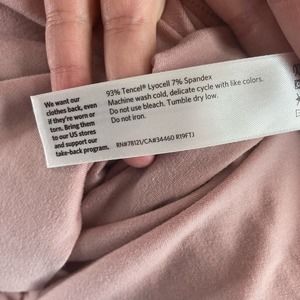 We want our
clothes back, even
if they're worn or
torn. Bring them
to our US stores
and support our
take-back program.
93% Tencel® Lyocell 7% Spandex
Machine wash cold, delicate cycle with like colors.
Do not use bleach. Tumble dry low.
Do not iron.
RN#78121/CA#34460 R19FTJ